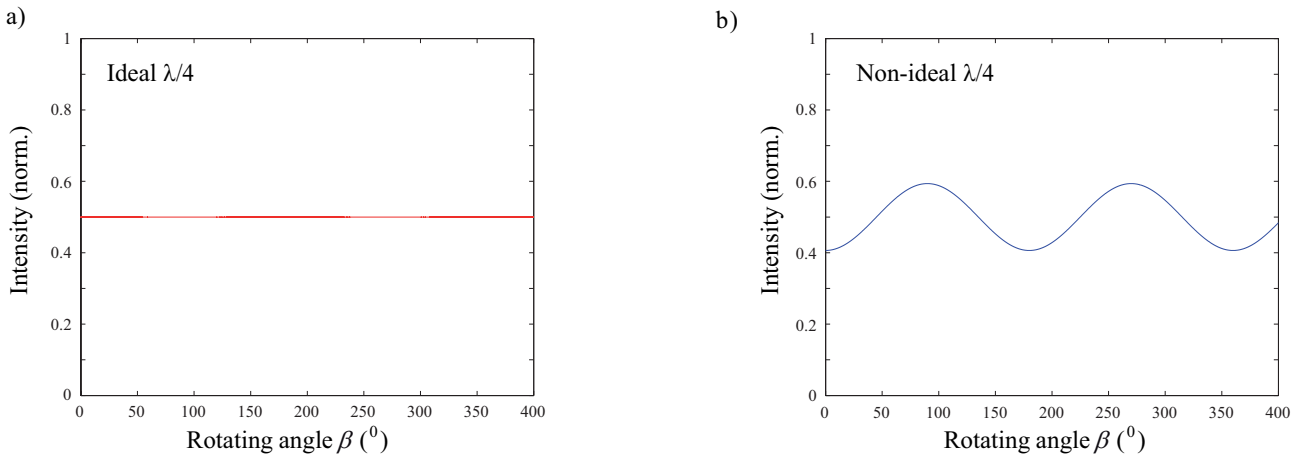 a)
Ideal λ/4
Intensity (norm.)
1
0.8
0.6
0.4
0.2
0
0 50 100 150 200 250 300 350 400
Rotating angle β (⁰)
b)
Non-ideal λ/4
Intensity (norm.)
1
0.8
0.6
0.4
0.2
0
0 50 100 150 200 250 300 350 400
Rotating angle β (⁰)